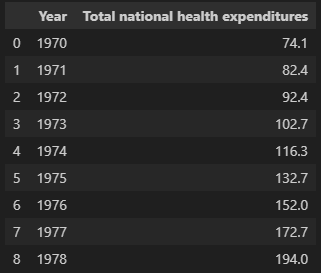 Year Total national health expenditures
0 1970 74.1
1 1971 82.4
2 1972 92.4
3 1973 102.7
4 1974 116.3
5 1975 132.7
6 1976 152.0
7 1977 172.7
8 1978 194.0